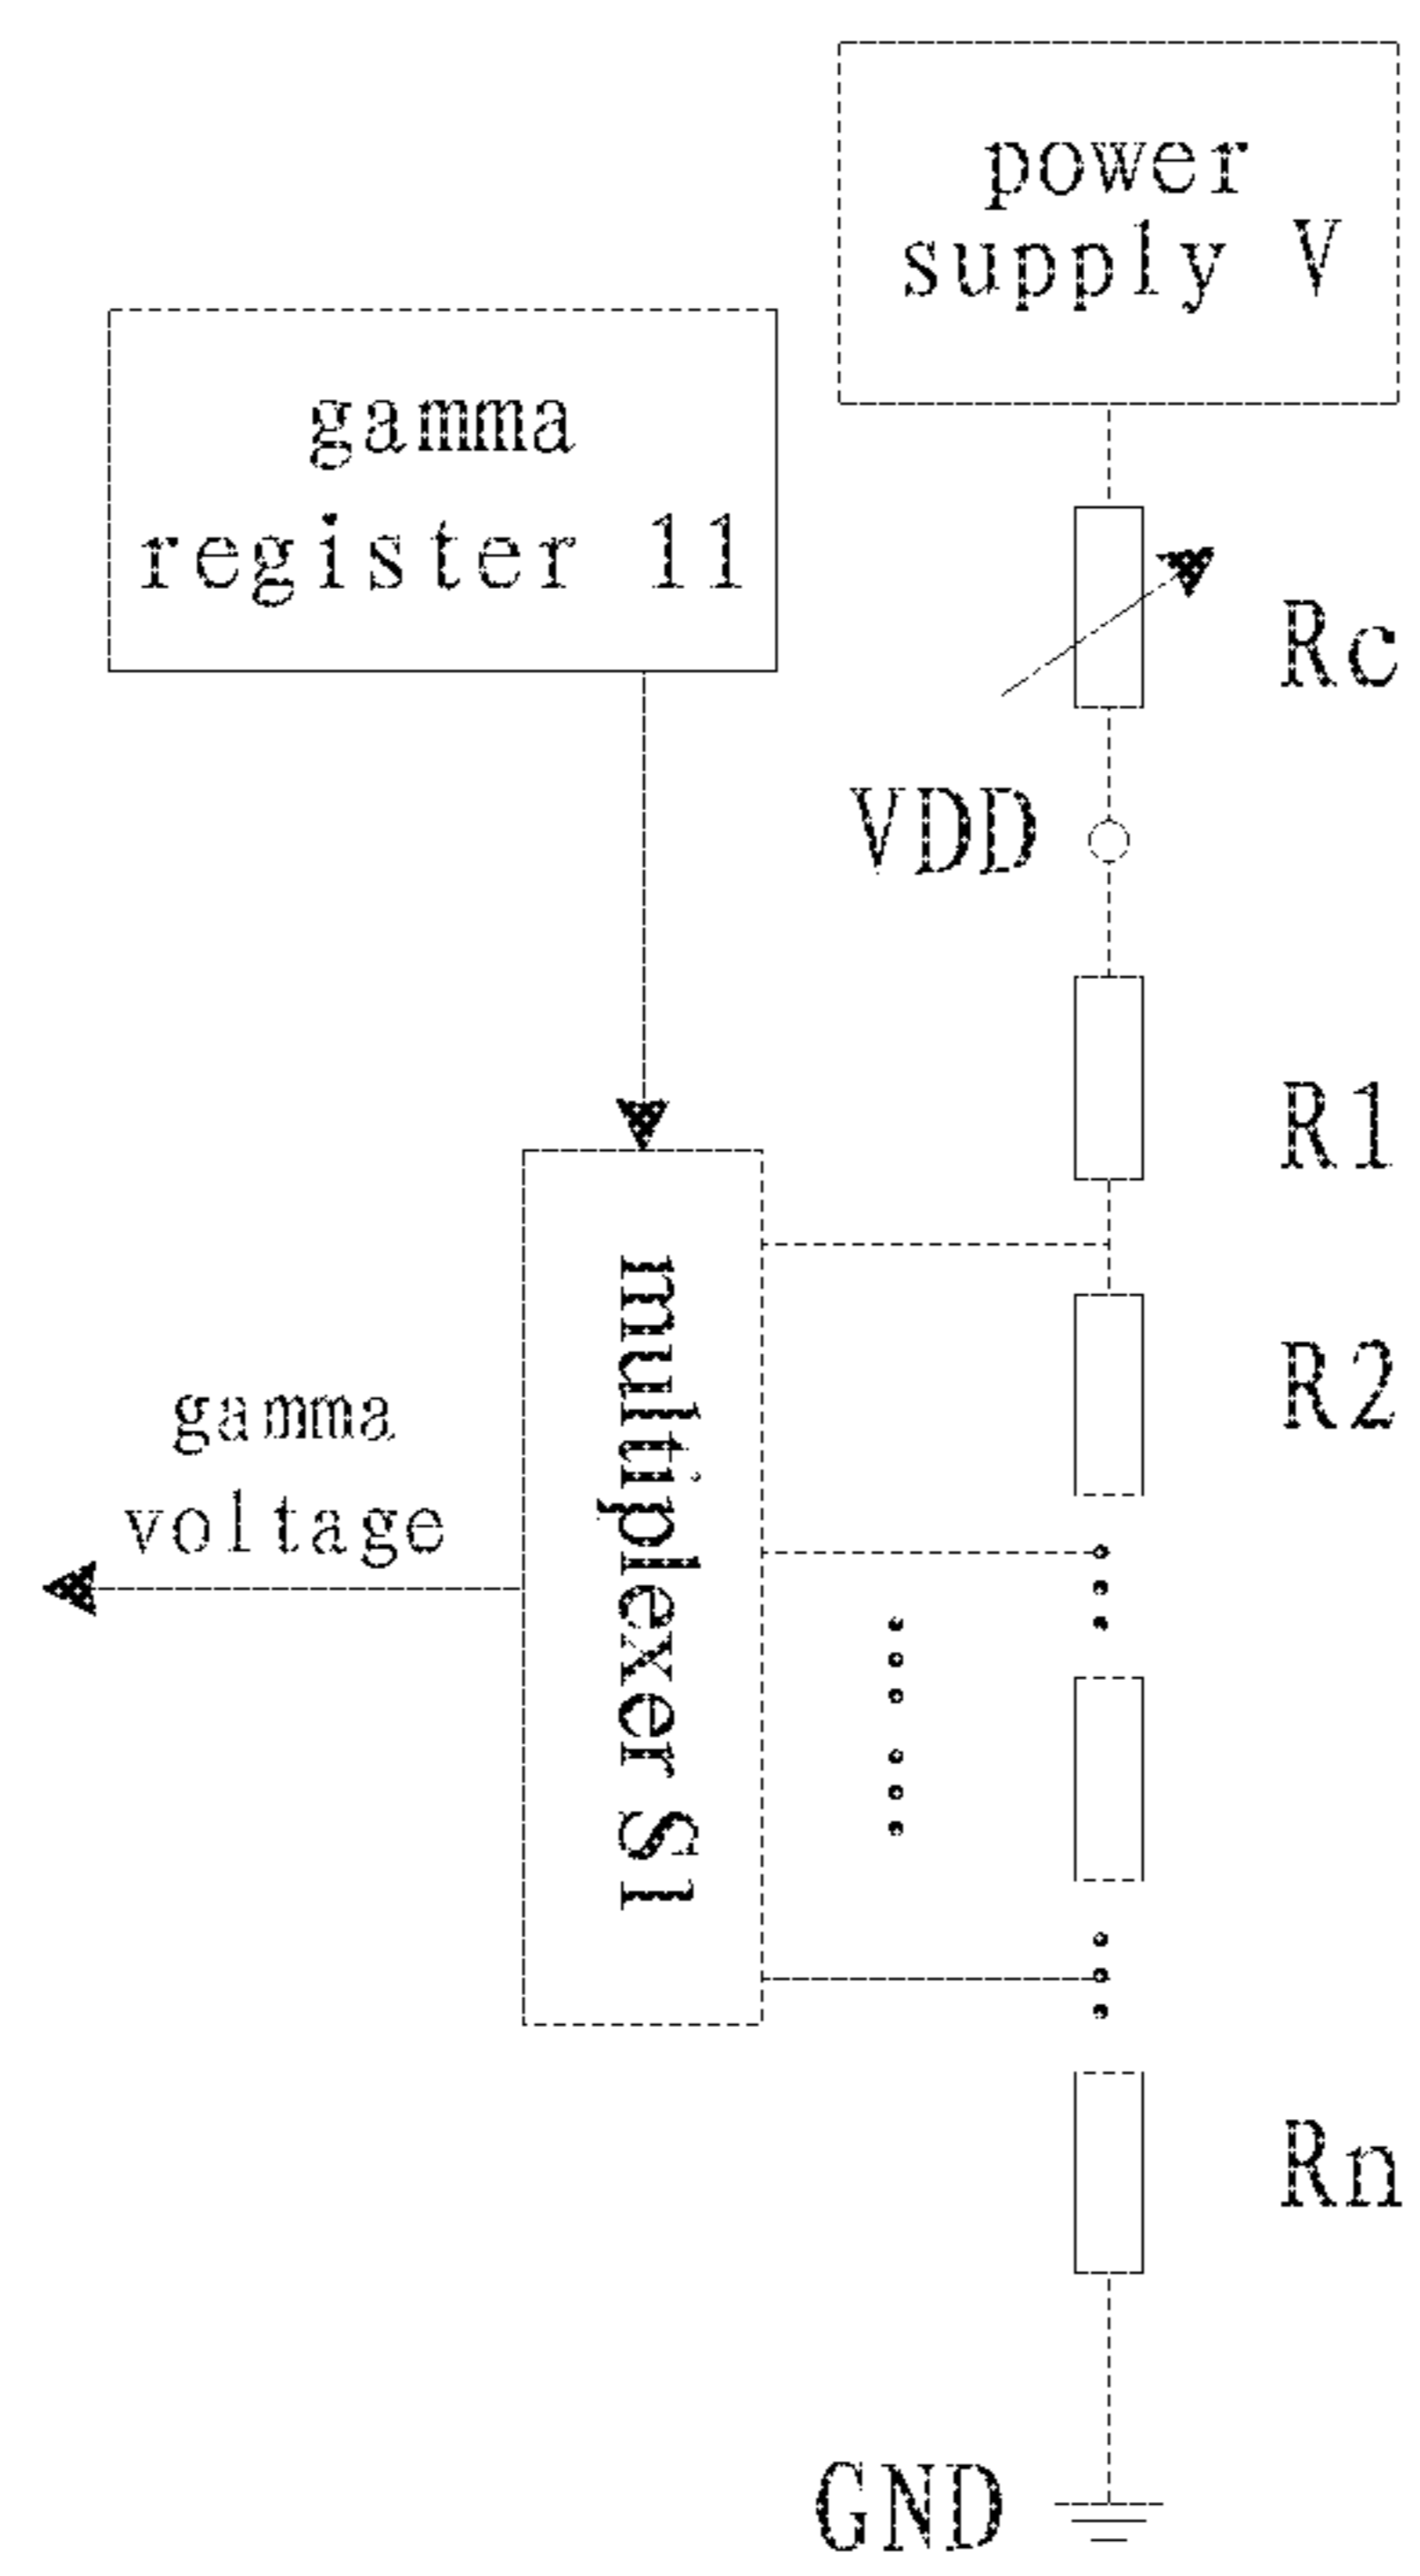 power
supply V
gamma
register 11
Rc
VDD
R1
multiplexer S1
R2
gamma
voltage
Rn
GND